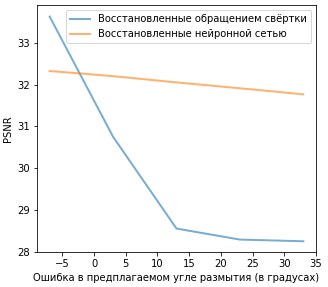 Восстановленные обращением свёртки
Восстановленные нейронной сетью
33
32
31
30
29
28
PSNR
-5 0 5 10 15 20 25 30 35
Ошибка в предплагаемом угле размытия (в градусах)